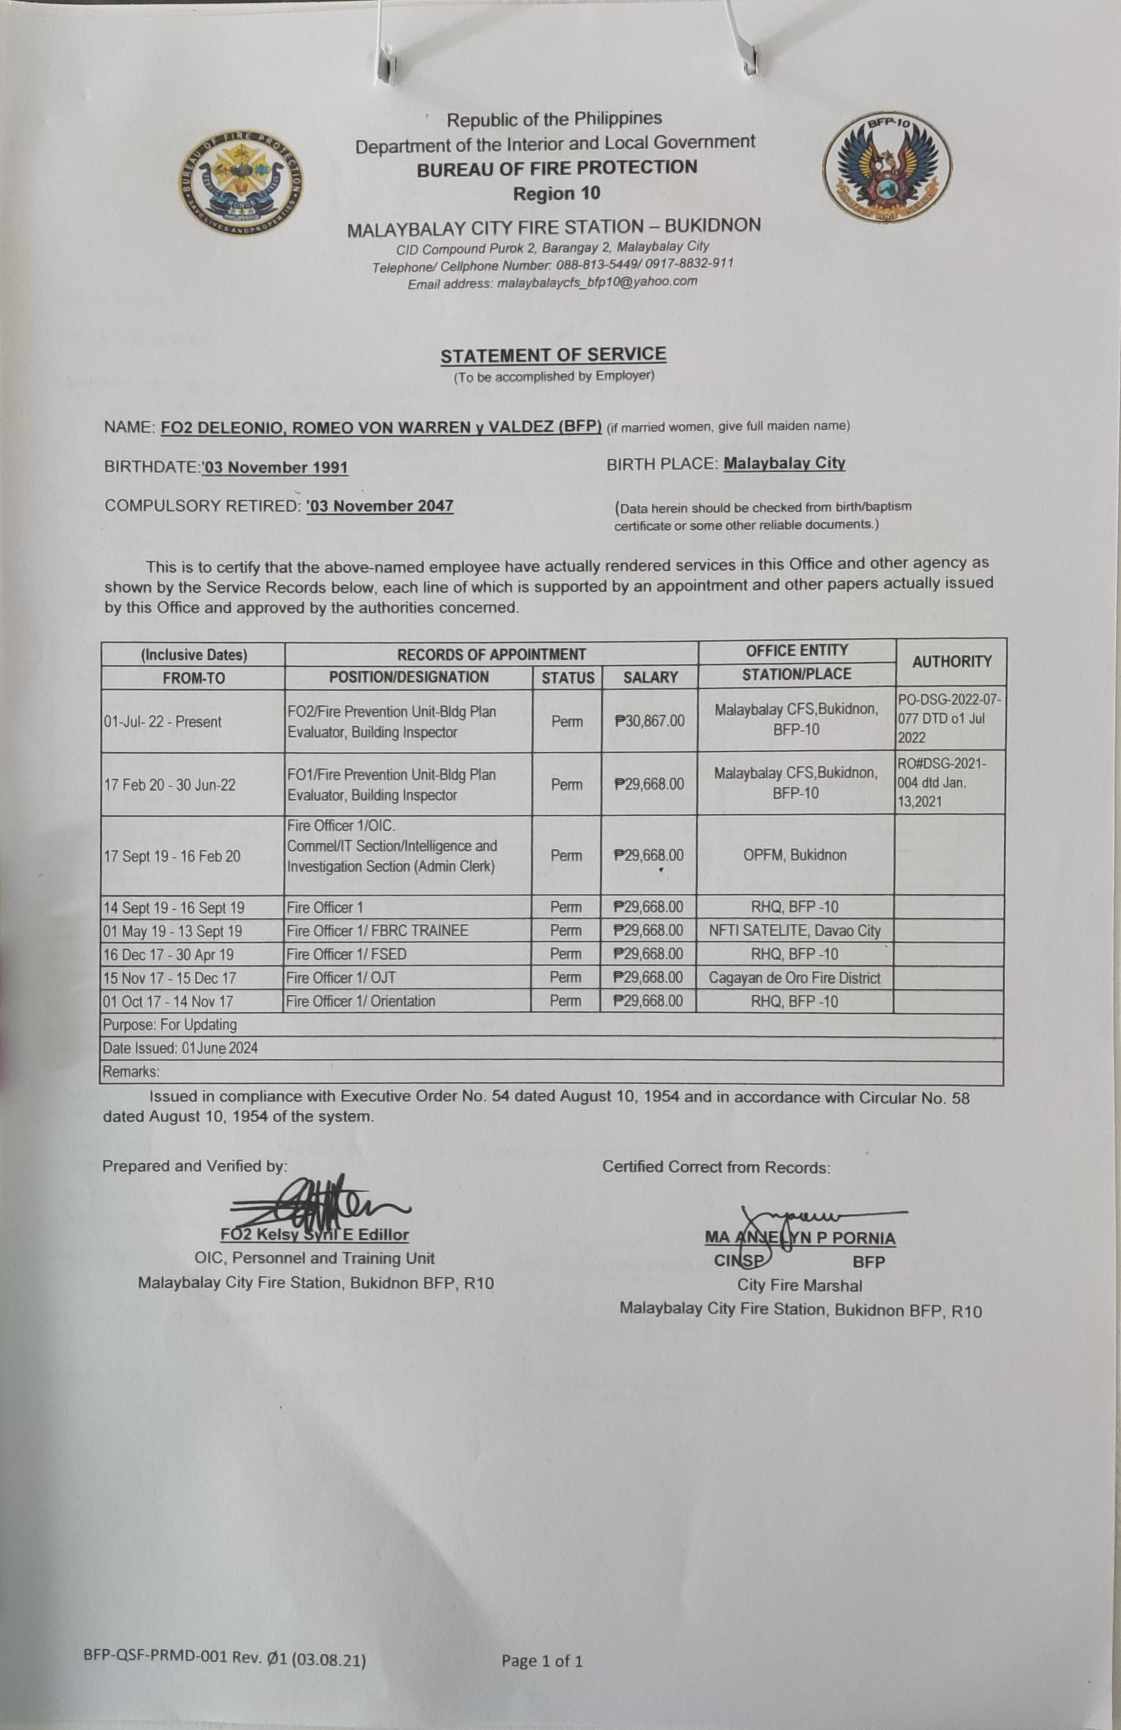 Republic of the Philippines
Department of the Interior and Local Government
BUREAU OF FIRE PROTECTION
Region 10
MALAYBALAY CITY FIRE STATION – BUKIDNON
CID Compound Purok 2, Barangay 2, Malaybalay City
Telephone/ Cellphone Number: 088-813-5449/ 0917-8832-911
Email address: malaybalaycfs_bfp10@yahoo.com
BUREAU OF FIRE PROTECTION
BFP-10
STATEMENT OF SERVICE
(To be accomplished by Employer)
NAME: FO2 DELEONIO, ROMEO VON WARREN y VALDEZ (BFP) (if married women, give full maiden name)
BIRTHDATE:'03 November 1991 BIRTH PLACE: Malaybalay City
COMPULSORY RETIRED: '03 November 2047 (Data herein should be checked from birth/baptism
certificate or some other reliable documents.)
This is to certify that the above-named employee have actually rendered services in this Office and other agency as
shown by the Service Records below, each line of which is supported by an appointment and other papers actually issued
by this Office and approved by the authorities concerned.
(Inclusive Dates) RECORDS OF APPOINTMENT OFFICE ENTITY AUTHORITY
FROM-TO POSITION/DESIGNATION STATUS SALARY STATION/PLACE
01-Jul- 22 - Present FO2/Fire Prevention Unit-Bldg Plan Evaluator, Building Inspector Perm ₱30,867.00 Malaybalay CFS,Bukidnon, BFP-10 PO-DSG-2022-07-077 DTD o1 Jul 2022
17 Feb 20 - 30 Jun-22 FO1/Fire Prevention Unit-Bldg Plan Evaluator, Building Inspector Perm ₱29,668.00 Malaybalay CFS,Bukidnon, BFP-10 RO#DSG-2021-004 dtd Jan. 13,2021
17 Sept 19 - 16 Feb 20 Fire Officer 1/OIC. Commel/IT Section/Intelligence and Investigation Section (Admin Clerk) Perm ₱29,668.00 OPFM, Bukidnon
14 Sept 19 - 16 Sept 19 Fire Officer 1 Perm ₱29,668.00 RHQ, BFP -10
01 May 19 - 13 Sept 19 Fire Officer 1/ FBRC TRAINEE Perm ₱29,668.00 NFTI SATELITE, Davao City
16 Dec 17 - 30 Apr 19 Fire Officer 1/ FSED Perm ₱29,668.00 RHQ, BFP -10
15 Nov 17 - 15 Dec 17 Fire Officer 1/ OJT Perm ₱29,668.00 Cagayan de Oro Fire District
01 Oct 17 - 14 Nov 17 Fire Officer 1/ Orientation Perm ₱29,668.00 RHQ, BFP -10
Purpose: For Updating
Date Issued: 01June 2024
Remarks:
Issued in compliance with Executive Order No. 54 dated August 10, 1954 and in accordance with Circular No. 58
dated August 10, 1954 of the system.
Prepared and Verified by: Certified Correct from Records:
FO2 Kelsy Syril E Edillor MA ANJELYN P PORNIA
OIC, Personnel and Training Unit CINSP BFP
Malaybalay City Fire Station, Bukidnon BFP, R10 City Fire Marshal
Malaybalay City Fire Station, Bukidnon BFP, R10
BFP-QSF-PRMD-001 Rev. Ø1 (03.08.21) Page 1 of 1